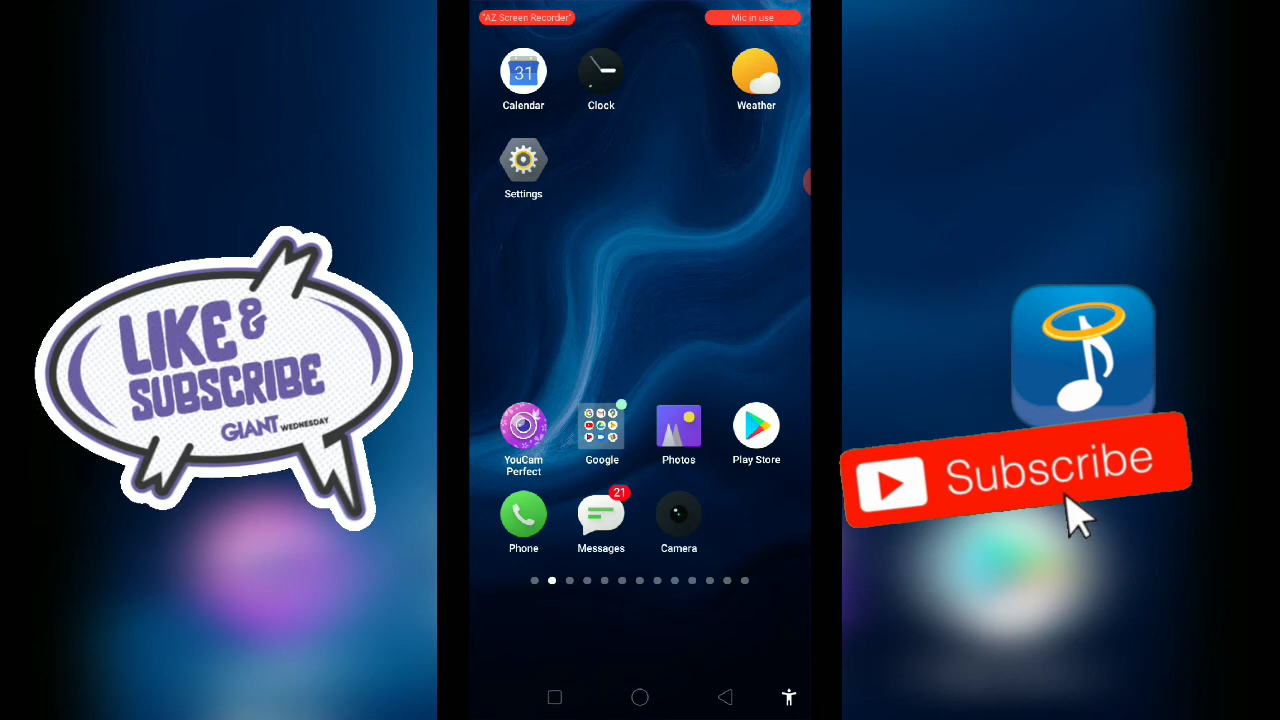 "AZ Screen Recorder"
Mic in use
31
Calendar
Clock
Weather
Settings
LIKE &
SUBSCRIBE
GIANT WEDNESDAY
YouCam
Perfect
Google
Photos
Play Store
Subscribe
21
Phone
Messages
Camera